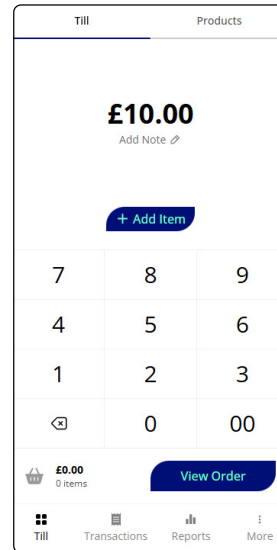 Till Products
£10.00
Add Note
+ Add Item
7 8 9
4 5 6
1 2 3
0 00
£0.00
0 items
View Order
Till Transactions Reports More